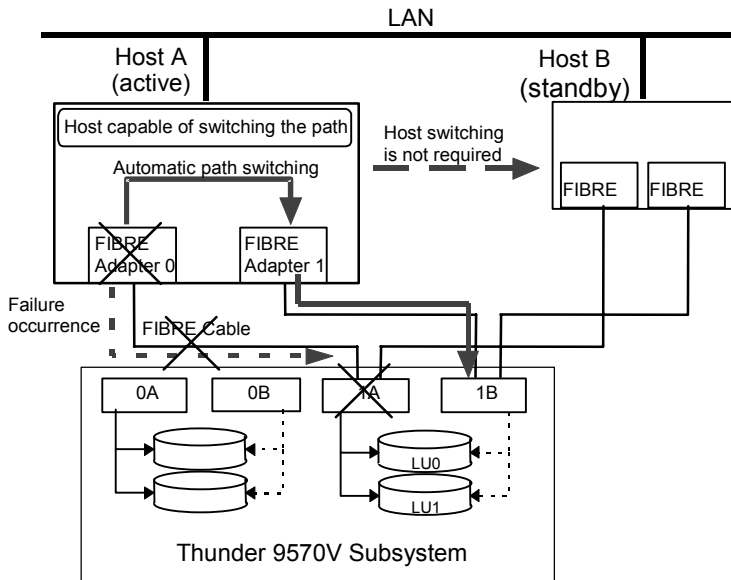 LAN
Host A
(active)
Host B
(standby)
Host capable of switching the path
Host switching
is not required
Automatic path switching
FIBRE
Adapter 0
FIBRE
Adapter 1
FIBRE
FIBRE
Failure
occurrence
FIBRE Cable
0A
0B
1A
1B
LU0
LU1
Thunder 9570V Subsystem